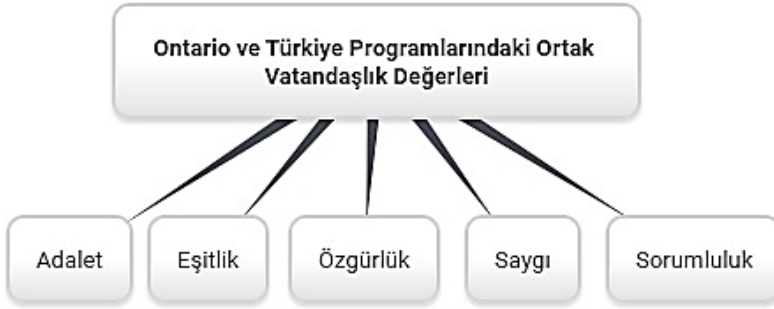 Ontario ve Türkiye Programlarındaki Ortak
Vatandaşlık Değerleri
Adalet
Eşitlik
Özgürlük
Saygı
Sorumluluk